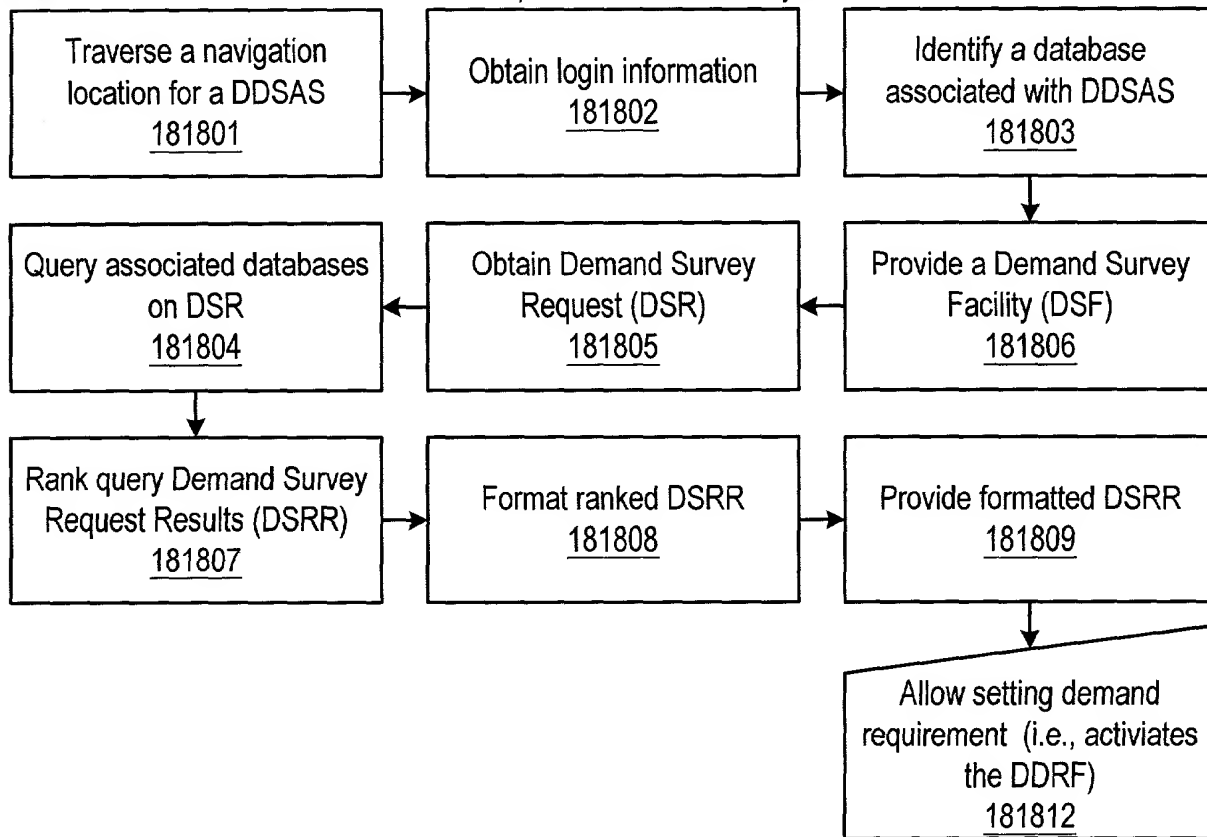 Traverse a navigation
location for a DDSAS
181801
Obtain login information
181802
Identify a database
associated with DDSAS
181803
Query associated databases
on DSR
181804
Obtain Demand Survey
Request (DSR)
181805
Provide a Demand Survey
Facility (DSF)
181806
Rank query Demand Survey
Request Results (DSRR)
181807
Format ranked DSRR
181808
Provide formatted DSRR
181809
Allow setting demand
requirement (i.e., activiates
the DDRF)
181812